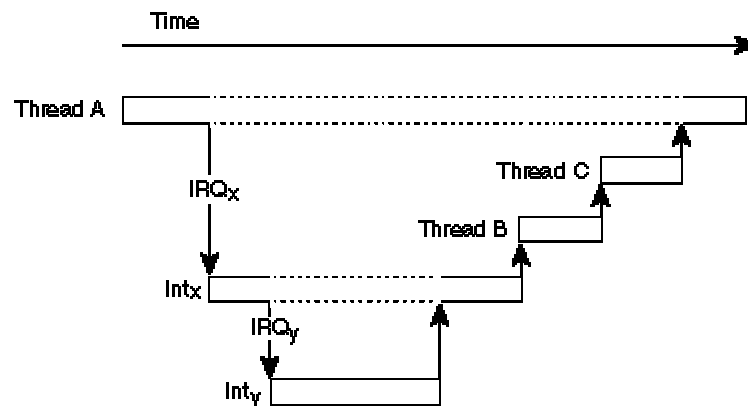 Time
Thread A
IRQx
Thread C
Thread B
Intx
IRQy
Inty